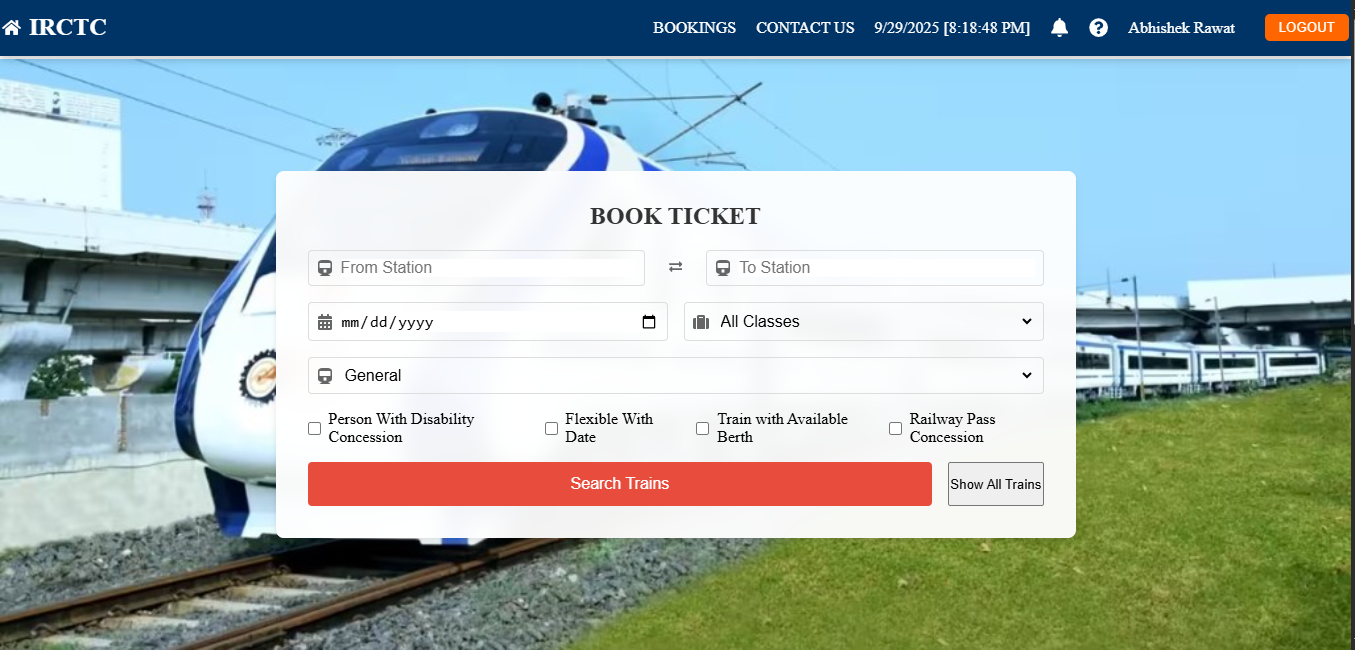 IRCTC
BOOKINGS
CONTACT US
9/29/2025 [8:18:48 PM]
Abhishek Rawat
LOGOUT
BOOK TICKET
From Station
To Station
mm/dd/yyyy
All Classes
General
Person With Disability
Concession
Flexible With
Date
Train with Available
Berth
Railway Pass
Concession
Search Trains
Show All Trains